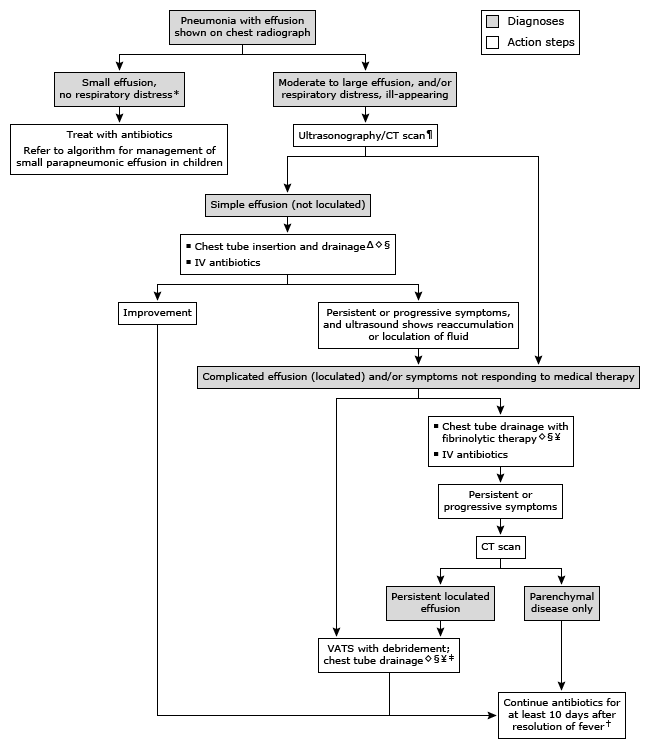 Pneumonia with effusion
shown on chest radiograph
Diagnoses
Action steps
Small effusion,
no respiratory distress*
Moderate to large effusion, and/or
respiratory distress, ill-appearing
Treat with antibiotics
Refer to algorithm for management of
small parapneumonic effusion in children
Ultrasonography/CT scan¶
Simple effusion (not loculated)
▪ Chest tube insertion and drainageΔ◇§
▪ IV antibiotics
Improvement
Persistent or progressive symptoms,
and ultrasound shows reaccumulation
or loculation of fluid
Complicated effusion (loculated) and/or symptoms not responding to medical therapy
▪ Chest tube drainage with
fibrinolytic therapy◇§¥
▪ IV antibiotics
Persistent or
progressive symptoms
CT scan
Persistent loculated
effusion
Parenchymal
disease only
VATS with debridement;
chest tube drainage◇§¥‡
Continue antibiotics for
at least 10 days after
resolution of fever†